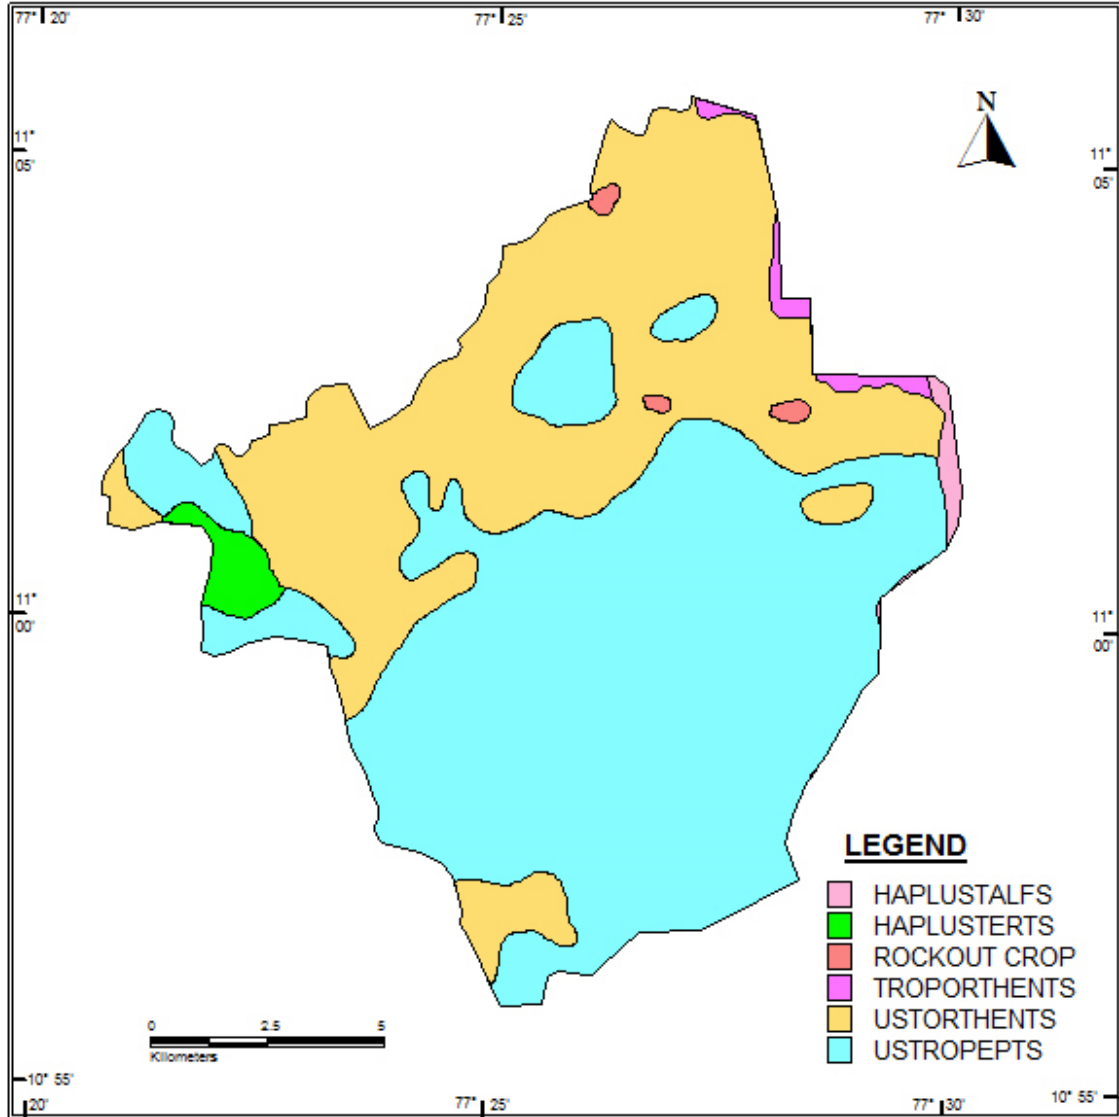 77° 20'
77° 25'
77° 30'
N
11°
05'
11°
05'
11°
00'
11°
00'
LEGEND
HAPLUSTALFS
HAPLUSTERTS
ROCKOUT CROP
TROPORTHENTS
USTORTHENTS
USTROPEPTS
0 2.5 5
Kilometers
10° 55'
10° 55'
20'
77° 25'
77° 30'